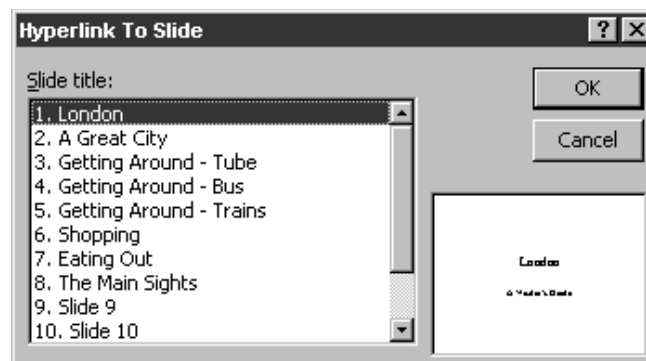 Hyperlink To Slide
Slide title:
1. London
2. A Great City
3. Getting Around - Tube
4. Getting Around - Bus
5. Getting Around - Trains
6. Shopping
7. Eating Out
8. The Main Sights
9. Slide 9
10. Slide 10
OK
Cancel
London